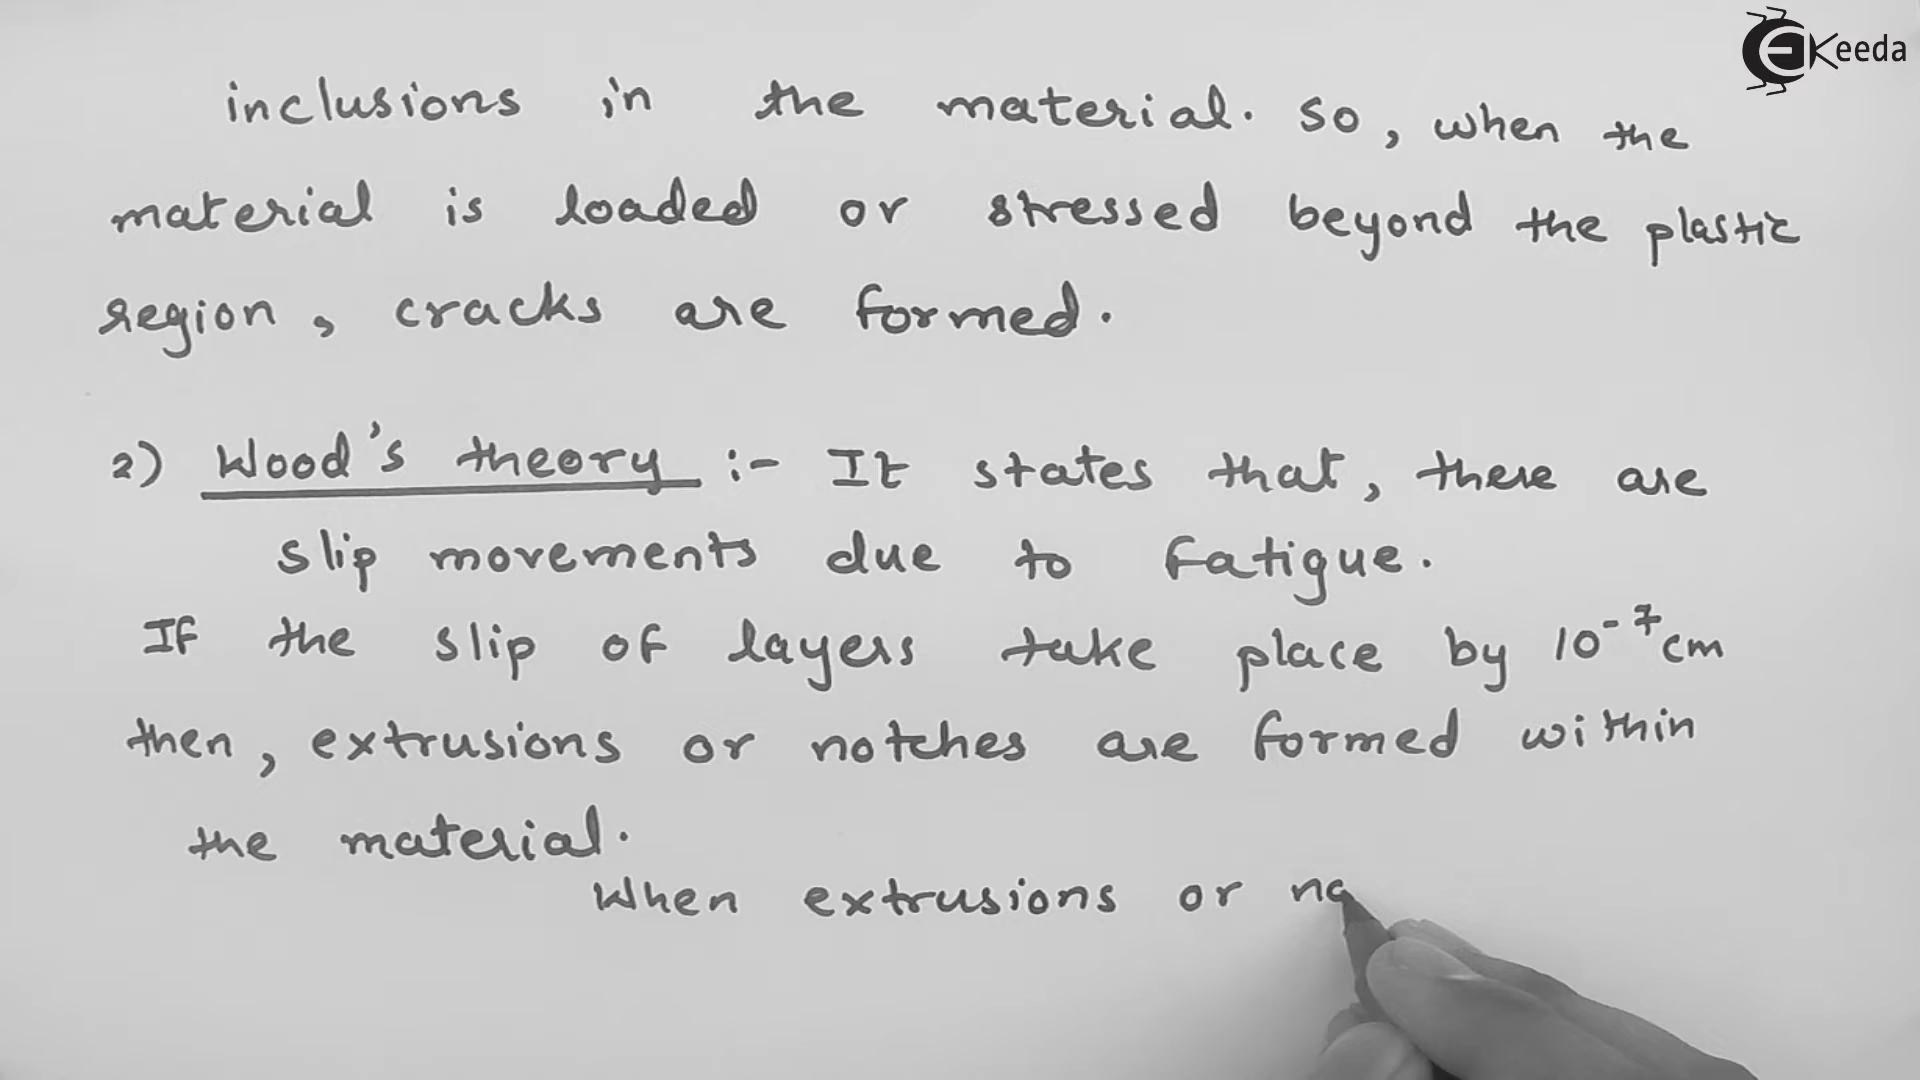 Keeda
inclusions in the material. so, when the
material is loaded or stressed beyond the plastic
region, cracks are formed.
2) Wood's theory :- It states that, there are
slip movements due to fatigue.
If the slip of layers take place by 10⁻⁷cm
then, extrusions or notches are formed within
the material.
When extrusions or no